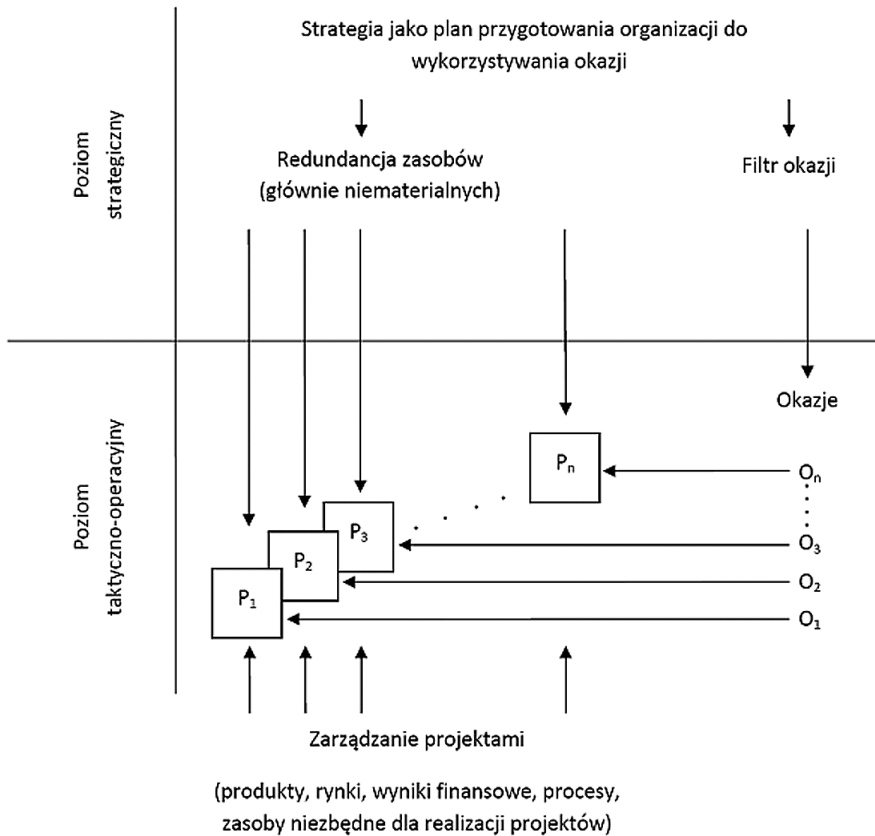 Strategia jako plan przygotowania organizacji do
wykorzystywania okazji
Poziom
strategiczny
Redundancja zasobów
(głównie niematerialnych)
Filtr okazji
Okazje
Poziom
taktyczno-operacyjny
Pn
On
P3
O3
P2
O2
P1
O1
Zarządzanie projektami
(produkty, rynki, wyniki finansowe, procesy,
zasoby niezbędne dla realizacji projektów)